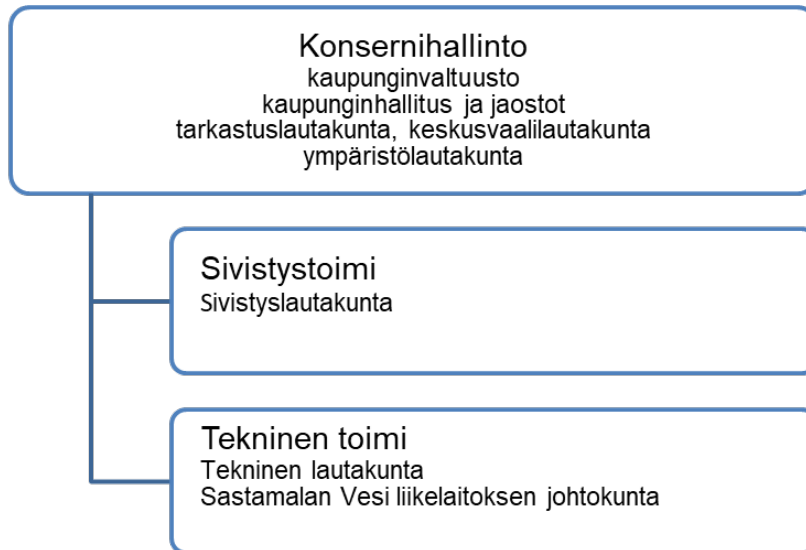 Konsernihallinto
kaupunginvaltuusto
kaupunginhallitus ja jaostot
tarkastuslautakunta, keskusvaalilautakunta
ympäristölautakunta
Sivistystoimi
Sivistyslautakunta
Tekninen toimi
Tekninen lautakunta
Sastamalan Vesi liikelaitoksen johtokunta